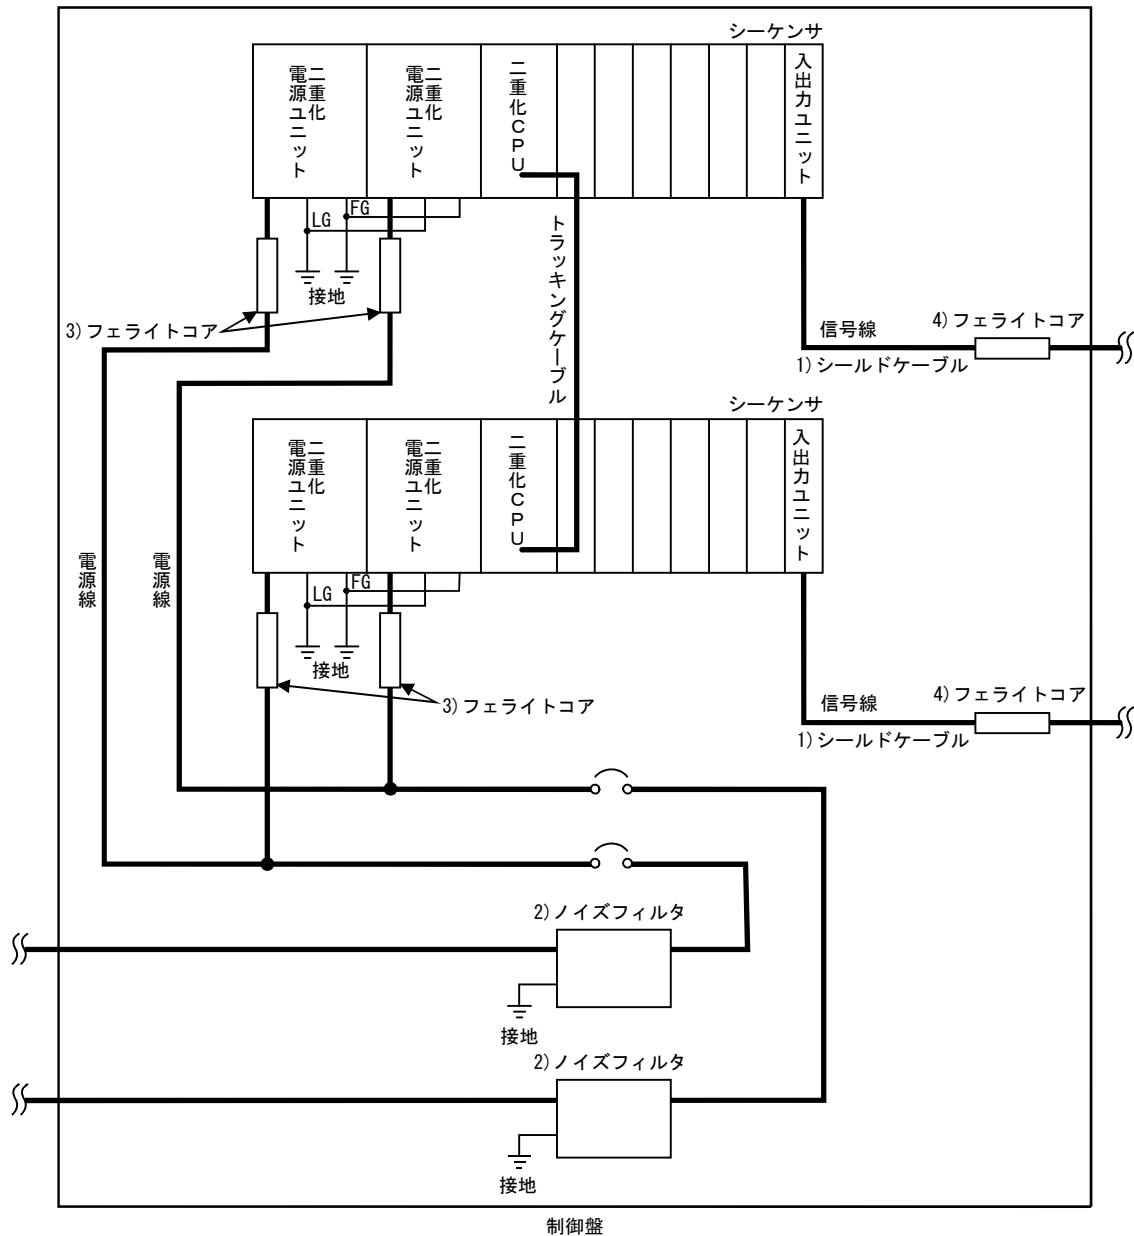 シーケンサ
二重化
電源ユニット
二重化
電源ユニット
二重化CPU
入出力ユニット
FG
LG
接地
トラッキングケーブル
3)フェライトコア
信号線
4)フェライトコア
1)シールドケーブル
シーケンサ
二重化
電源ユニット
二重化
電源ユニット
二重化CPU
入出力ユニット
電源線
電源線
FG
LG
接地
3)フェライトコア
信号線
4)フェライトコア
1)シールドケーブル
2)ノイズフィルタ
接地
2)ノイズフィルタ
接地
制御盤